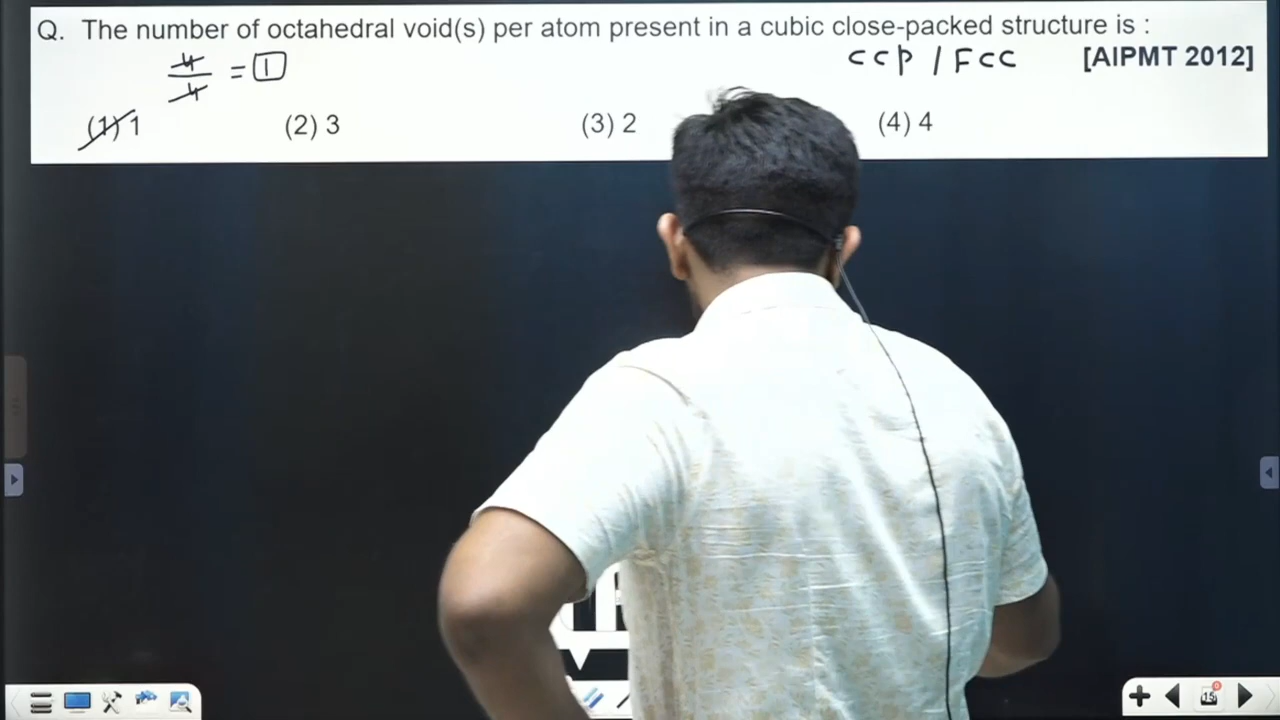 Q. The number of octahedral void(s) per atom present in a cubic close-packed structure is :
4/4 = 1
ccp / Fcc [AIPMT 2012]
(1) 1 (2) 3 (3) 2 (4) 4
15